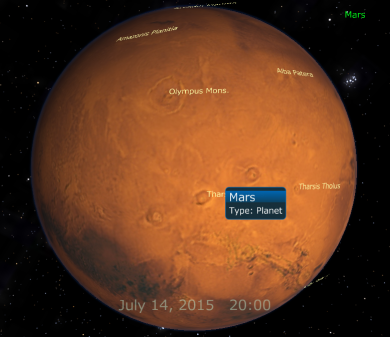 Mars
Amazonis Planitia
Alba Patera
Olympus Mons
Tharsis Tholus
Mars
Type: Planet
July 14, 2015 20:00